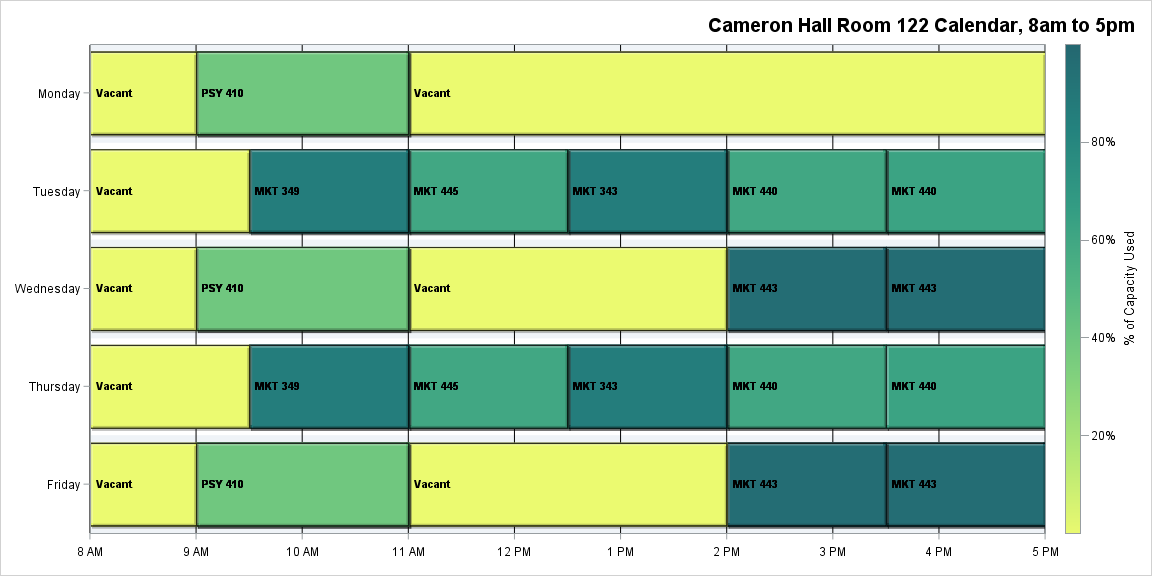 Cameron Hall Room 122 Calendar, 8am to 5pm
Monday
Vacant
PSY 410
Vacant
Tuesday
Vacant
MKT 349
MKT 445
MKT 343
MKT 440
MKT 440
Wednesday
Vacant
PSY 410
Vacant
MKT 443
MKT 443
Thursday
Vacant
MKT 349
MKT 445
MKT 343
MKT 440
MKT 440
Friday
Vacant
PSY 410
Vacant
MKT 443
MKT 443
8 AM
9 AM
10 AM
11 AM
12 PM
1 PM
2 PM
3 PM
4 PM
5 PM
80%
60%
40%
20%
% of Capacity Used